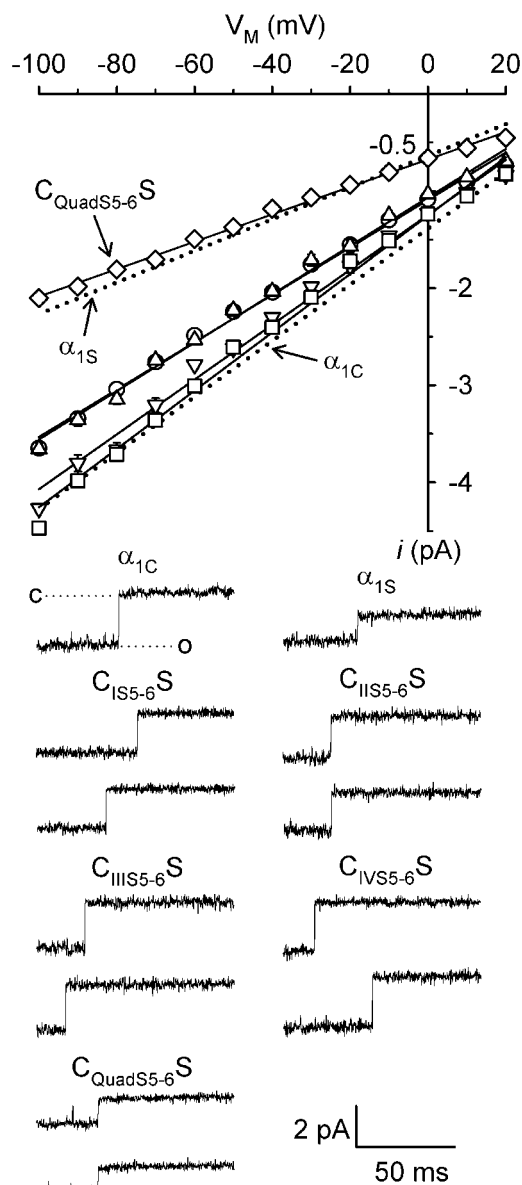 V_M (mV)
-100 -80 -60 -40 -20 0 20
-0.5
C_QuadS5-6S
-2
α_1S
α_1C
-3
-4
i (pA)
α_1C
α_1S
c
o
C_IS5-6S
C_IIS5-6S
C_IIIS5-6S
C_IVS5-6S
C_QuadS5-6S
2 pA
50 ms